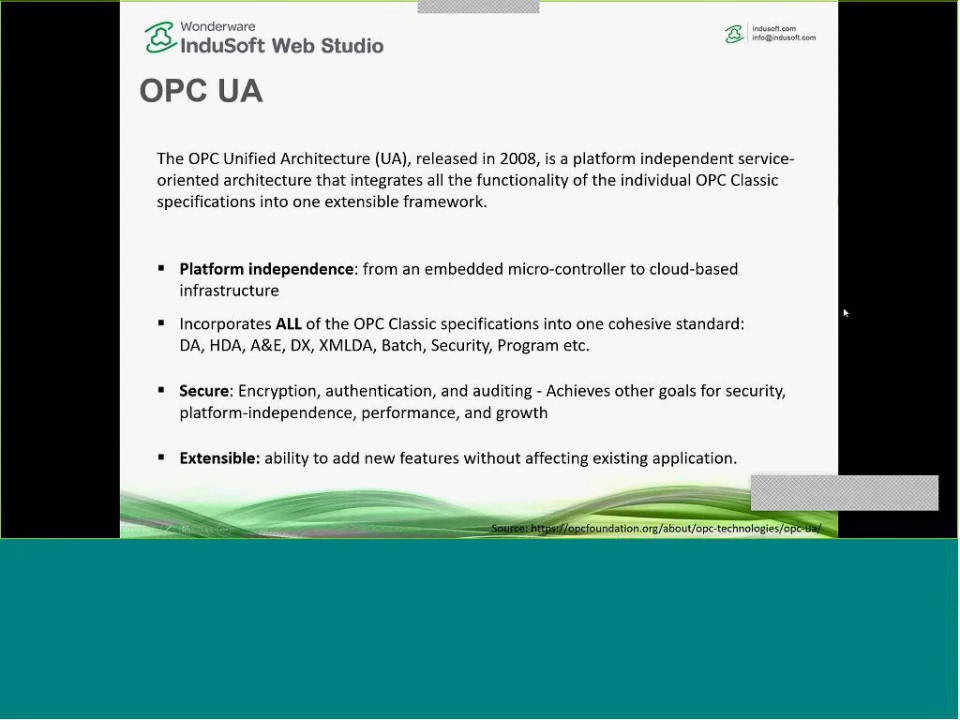 Wonderware
InduSoft Web Studio
indusoft.com
info@indusoft.com
OPC UA
The OPC Unified Architecture (UA), released in 2008, is a platform independent service-
oriented architecture that integrates all the functionality of the individual OPC Classic
specifications into one extensible framework.
▪ Platform independence: from an embedded micro-controller to cloud-based
infrastructure
▪ Incorporates ALL of the OPC Classic specifications into one cohesive standard:
DA, HDA, A&E, DX, XMLDA, Batch, Security, Program etc.
▪ Secure: Encryption, authentication, and auditing - Achieves other goals for security,
platform-independence, performance, and growth
▪ Extensible: ability to add new features without affecting existing application.
Source: https://opcfoundation.org/about/opc-technologies/opc-ua/